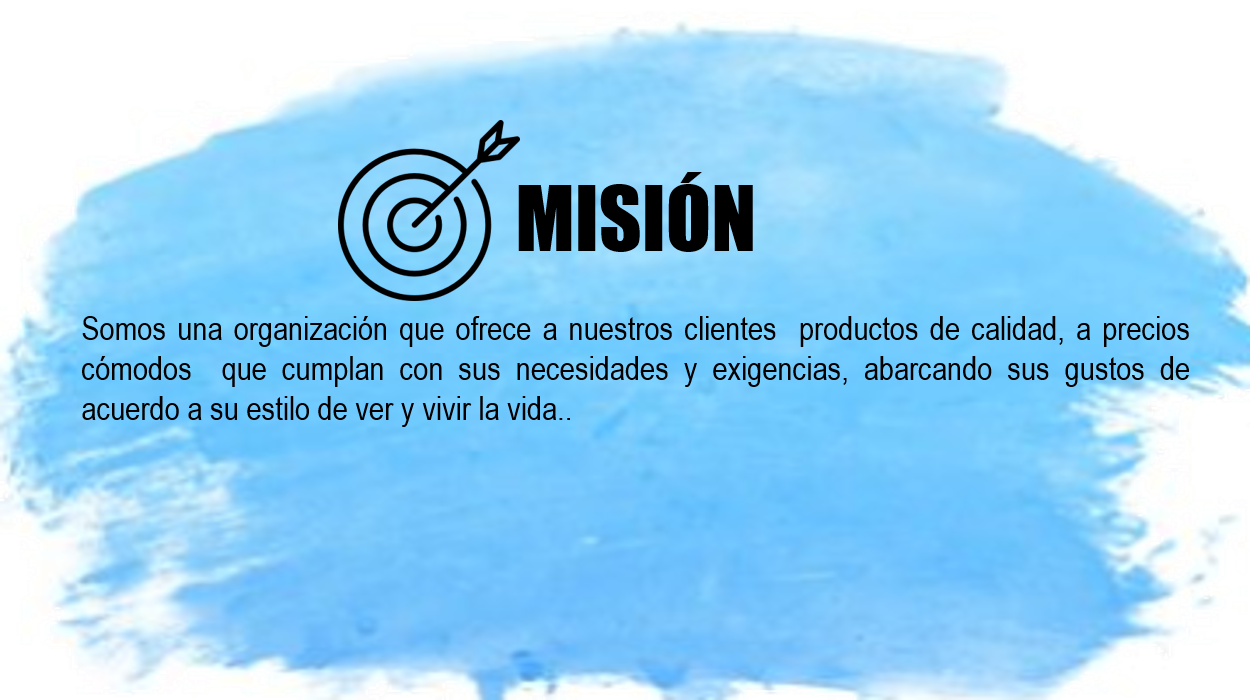 MISIÓN
Somos una organización que ofrece a nuestros clientes  productos de calidad, a precios
cómodos  que cumplan con sus necesidades y exigencias, abarcando sus gustos de
acuerdo a su estilo de ver y vivir la vida..